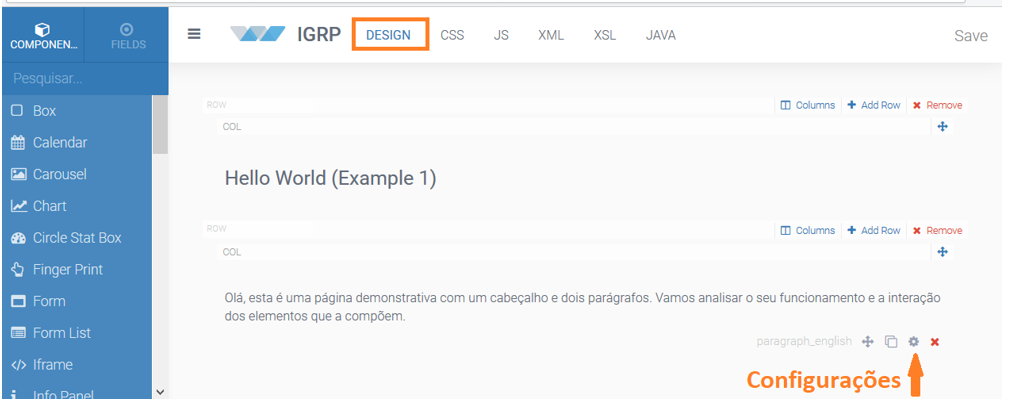 COMPONEN...
FIELDS
IGRP DESIGN CSS JS XML XSL JAVA Save
Pesquisar...
Box
Calendar
Carousel
Chart
Circle Stat Box
Finger Print
Form
Form List
Iframe
Info Panel
ROW Columns Add Row Remove
COL
Hello World (Example 1)
ROW Columns Add Row Remove
COL
Olá, esta é uma página demonstrativa com um cabeçalho e dois parágrafos. Vamos analisar o seu funcionamento e a interação
dos elementos que a compõem.
paragraph_english
Configurações